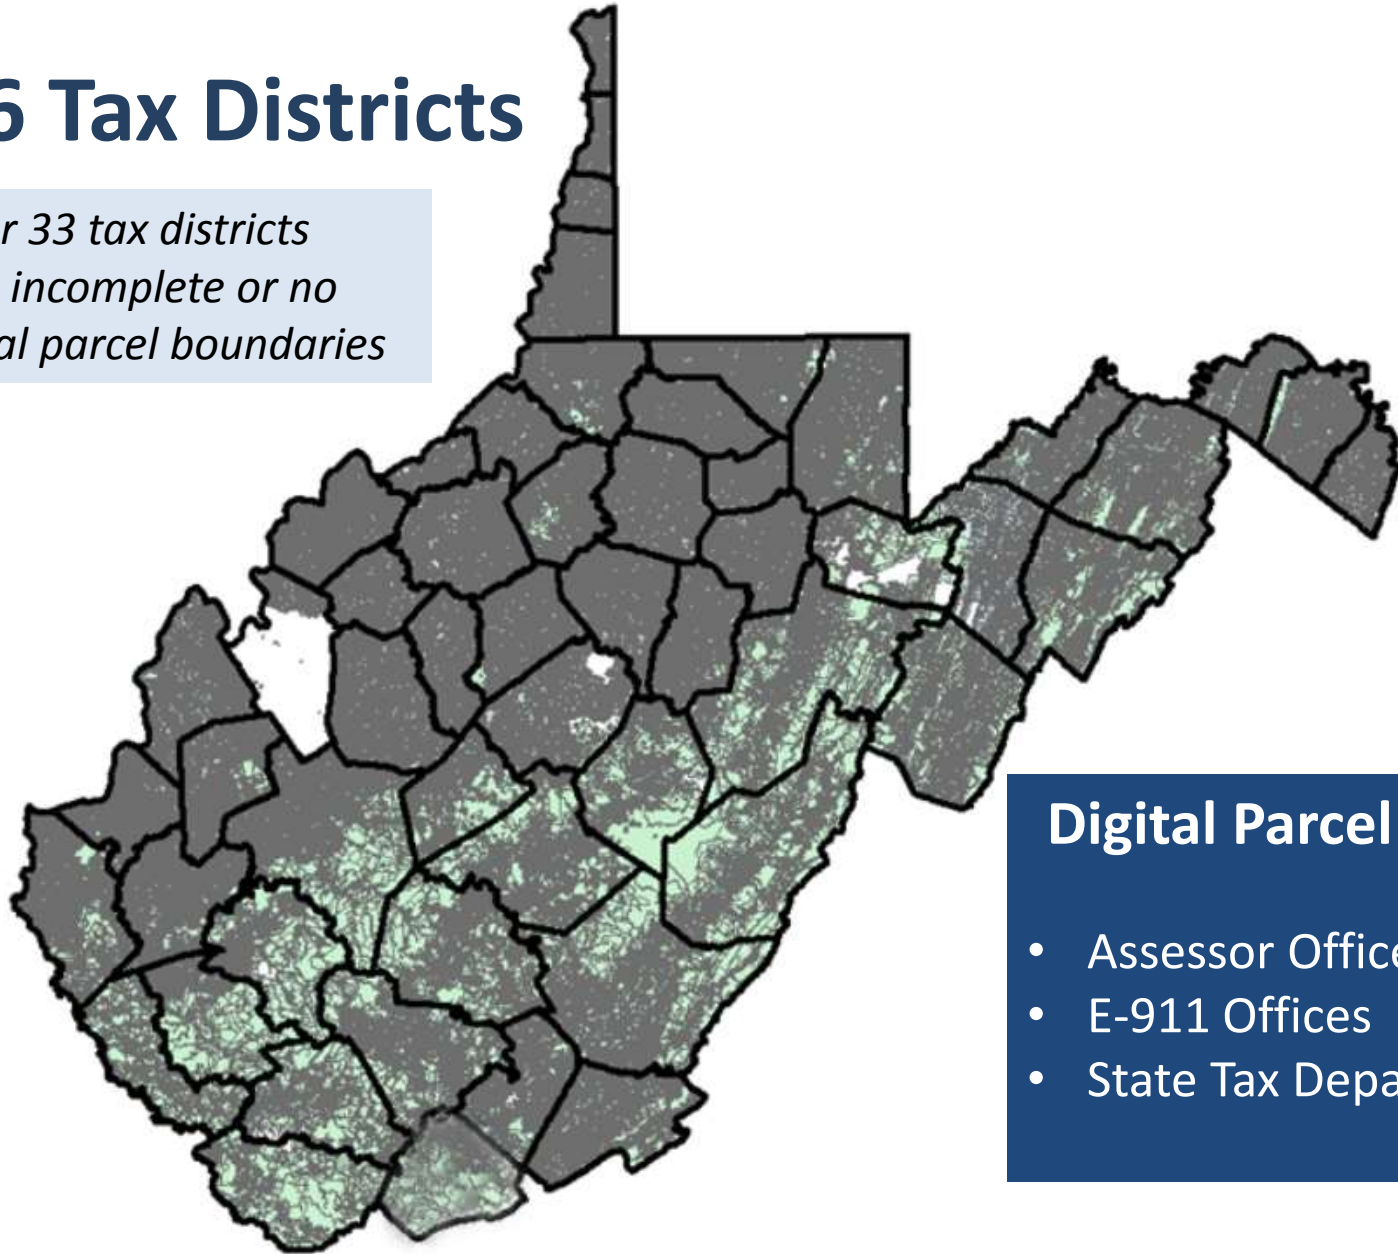 6 Tax Districts
r 33 tax districts
incomplete or no
al parcel boundaries
Digital Parcel
• Assessor Office
• E-911 Offices
• State Tax Depa